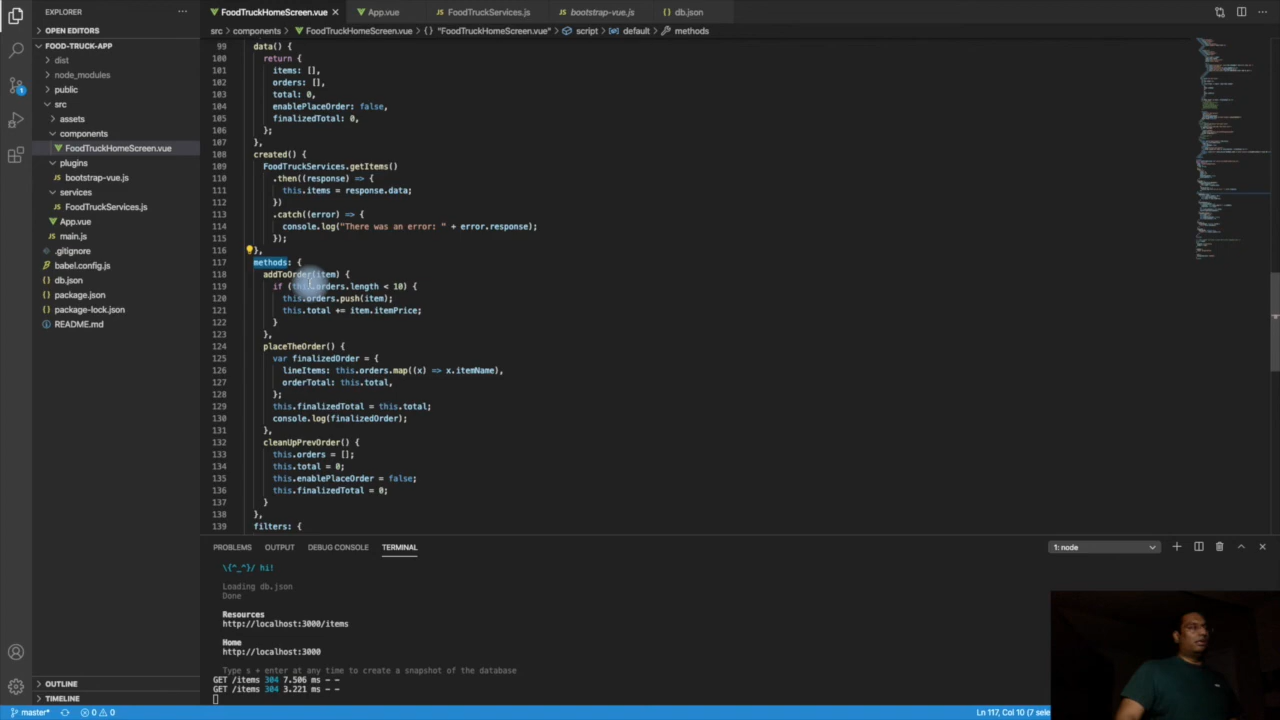 EXPLORER
FoodTruckHomeScreen.vue
App.vue
FoodTruckServices.js
bootstrap-vue.js
db.json
OPEN EDITORS
src > components > FoodTruckHomeScreen.vue > {} "FoodTruckHomeScreen.vue" > script > default > methods
FOOD-TRUCK-APP
dist
node_modules
public
src
assets
components
FoodTruckHomeScreen.vue
plugins
bootstrap-vue.js
services
FoodTruckServices.js
App.vue
main.js
.gitignore
babel.config.js
db.json
package.json
package-lock.json
README.md
OUTLINE
TIMELINE
99 data() {
100 return {
101 items: [],
102 orders: [],
103 total: 0,
104 enablePlaceOrder: false,
105 finalizedTotal: 0,
106 };
107 },
108 created() {
109 FoodTruckServices.getItems()
110 .then((response) => {
111 this.items = response.data;
112 })
113 .catch((error) => {
114 console.log("There was an error: " + error.response);
115 });
116 },
117 methods: {
118 addToOrder(item) {
119 if (this.orders.length < 10) {
120 this.orders.push(item);
121 this.total += item.itemPrice;
122 }
123 },
124 placeTheOrder() {
125 var finalizedOrder = {
126 lineItems: this.orders.map((x) => x.itemName),
127 orderTotal: this.total,
128 };
129 this.finalizedTotal = this.total;
130 console.log(finalizedOrder);
131 },
132 cleanUpPrevOrder() {
133 this.orders = [];
134 this.total = 0;
135 this.enablePlaceOrder = false;
136 this.finalizedTotal = 0;
137 }
138 },
139 filters: {
PROBLEMS OUTPUT DEBUG CONSOLE TERMINAL
1: node
\{^_^}/ hi!
Loading db.json
Done
Resources
http://localhost:3000/items
Home
http://localhost:3000
Type s + enter at any time to create a snapshot of the database
GET /items 304 7.506 ms - -
GET /items 304 3.221 ms - -
master* 0 0
Ln 117, Col 10 (7 sele